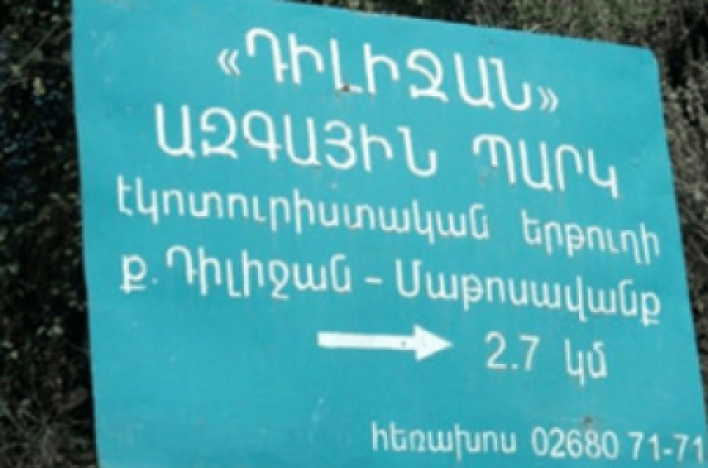 «ԴԻԼԻՋԱՆ»
ԱԶԳԱՅԻՆ ՊԱՐԿ
էկոտուրիստական երթուղի
ք. Դիլիջան – Մաթոսավանք
2.7 կմ
հեռախոս 02680 71-71